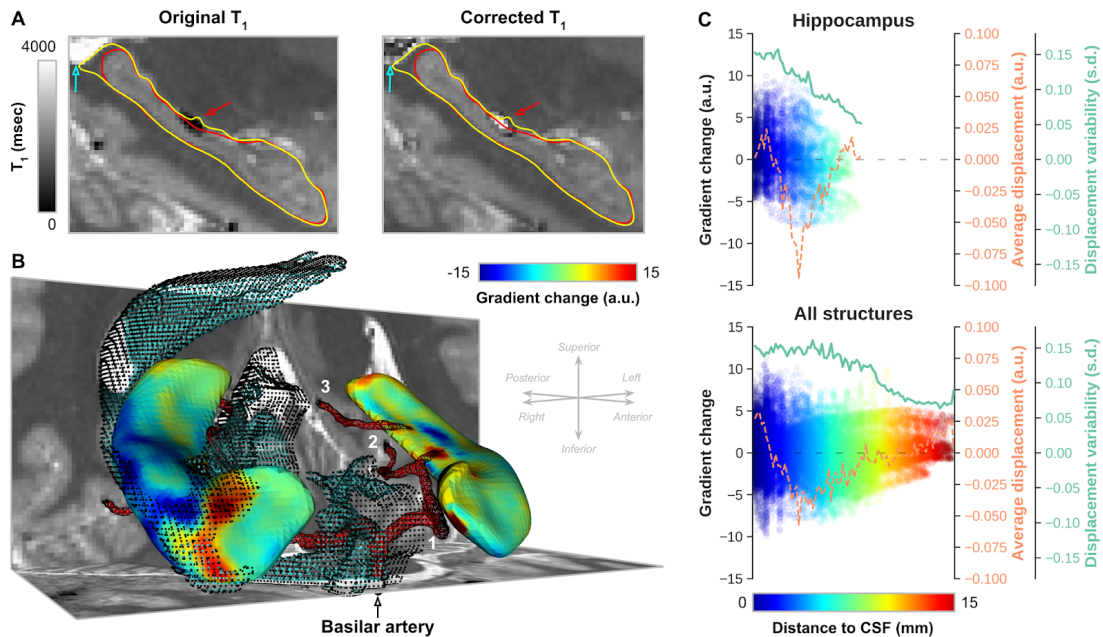 A
Original T1
Corrected T1
4000
T1 (msec)
0
B
-15
15
Gradient change (a.u.)
Superior
Posterior
Left
Right
Anterior
Inferior
3
2
1
Basilar artery
C
Hippocampus
Gradient change (a.u.)
15
10
5
0
−5
−10
−15
0.100
0.075
0.050
0.025
0.000
−0.025
−0.050
−0.075
−0.100
Average displacement (a.u.)
0.15
0.10
0.05
0.00
−0.05
−0.10
−0.15
Displacement variability (s.d.)
All structures
Gradient change
15
10
5
0
−5
−10
−15
0.100
0.075
0.050
0.025
0.000
−0.025
−0.050
−0.075
−0.100
Average displacement (a.u.)
0.15
0.10
0.05
0.00
−0.05
−0.10
−0.15
Displacement variability (s.d.)
0
15
Distance to CSF (mm)